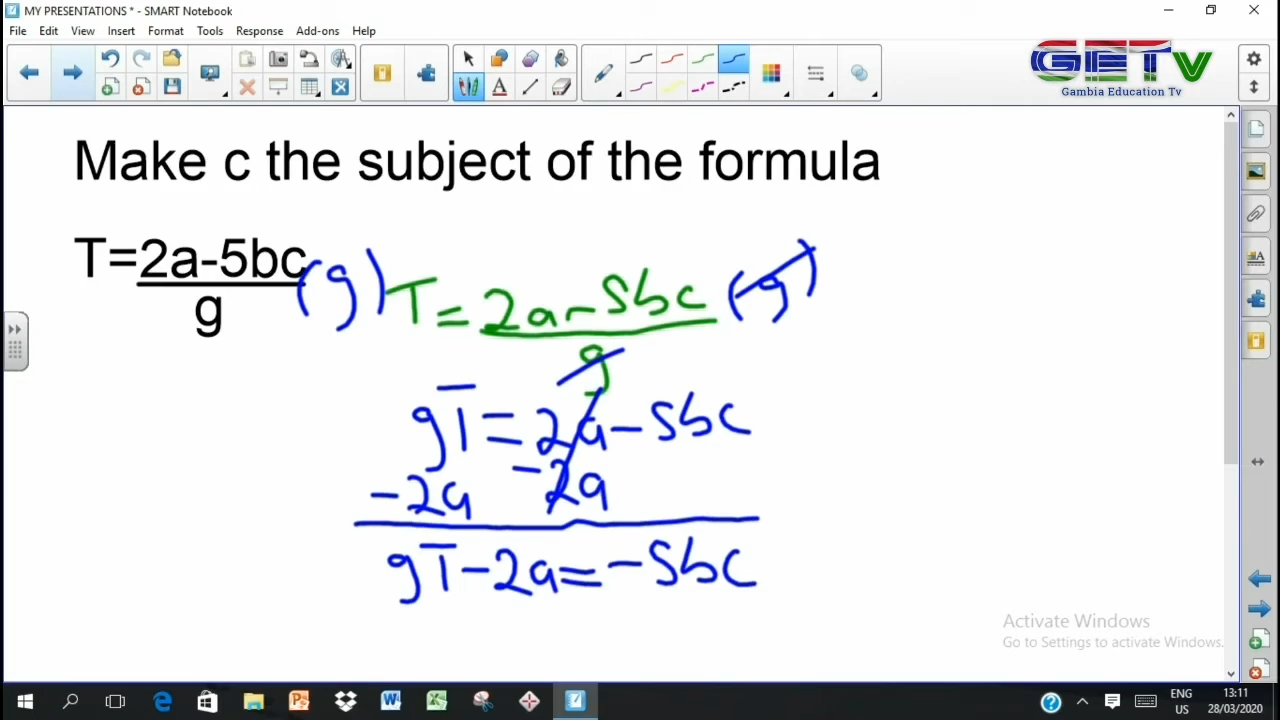 MY PRESENTATIONS * - SMART Notebook
File Edit View Insert Format Tools Response Add-ons Help
GETv
Gambia Education Tv
Make c the subject of the formula
T=2a-5bc
g
(g) T = 2a - 5bc (g)
g
gT = 2a - 5bc
-2a -2a
gT - 2a = -5bc
Activate Windows
Go to Settings to activate Windows.
ENG 13:11
US 28/03/2020